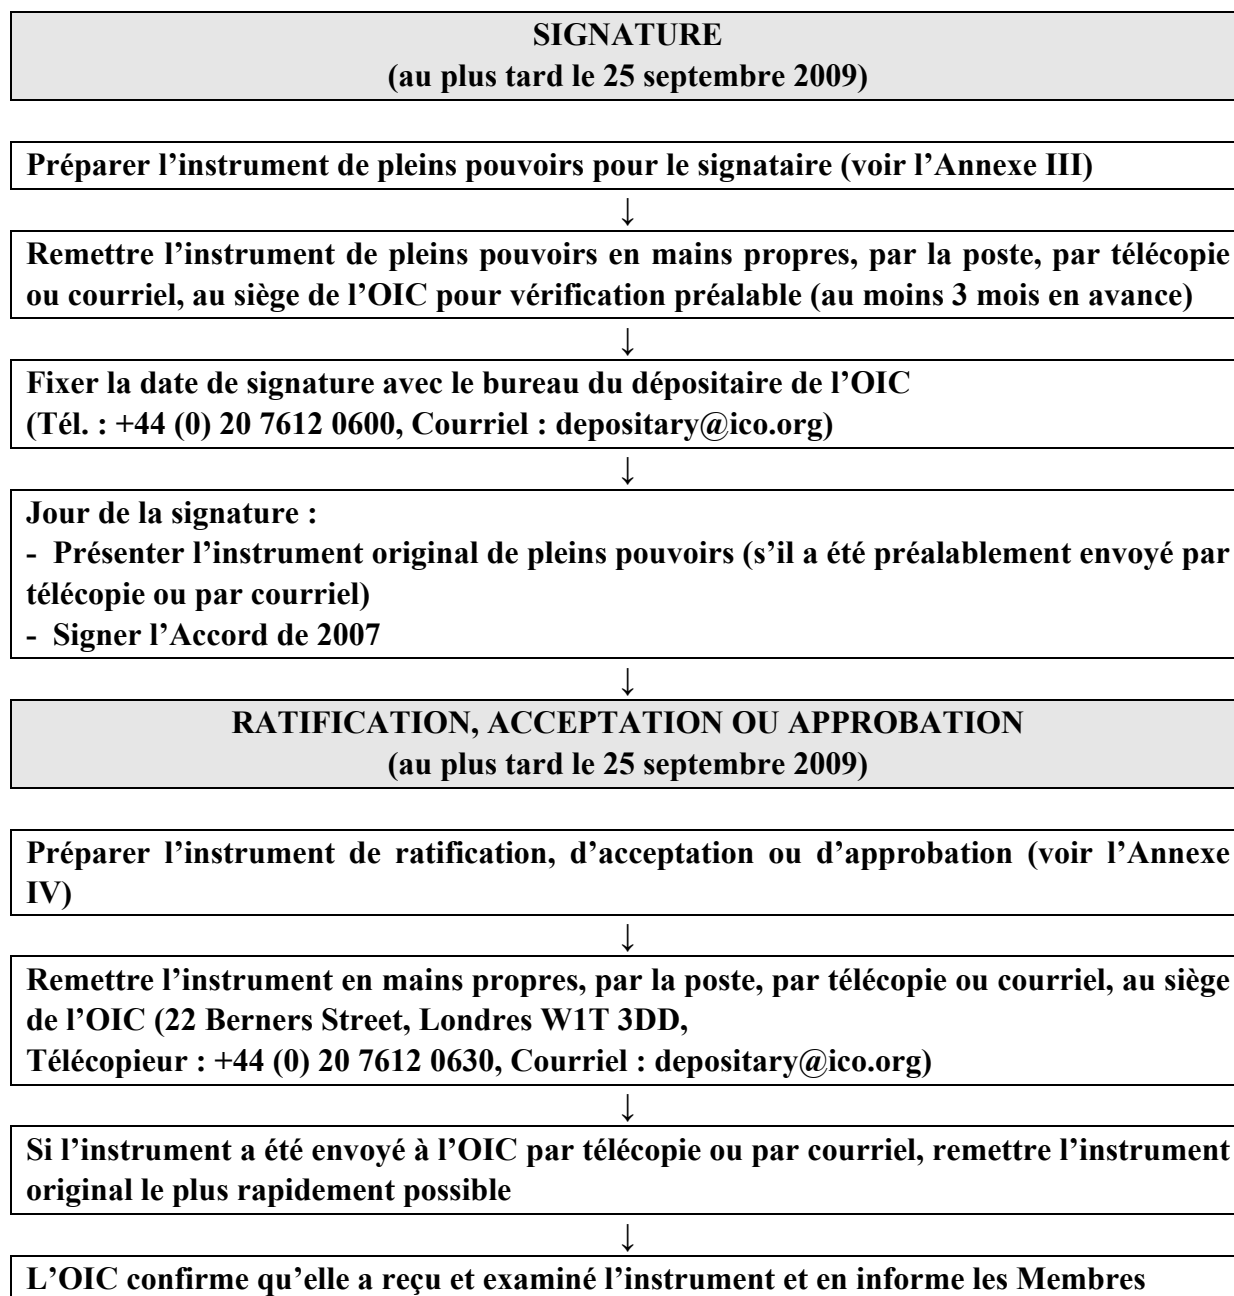 SIGNATURE
(au plus tard le 25 septembre 2009)
Préparer l’instrument de pleins pouvoirs pour le signataire (voir l’Annexe III)
↓
Remettre l’instrument de pleins pouvoirs en mains propres, par la poste, par télécopie
ou courriel, au siège de l’OIC pour vérification préalable (au moins 3 mois en avance)
↓
Fixer la date de signature avec le bureau du dépositaire de l’OIC
(Tél. : +44 (0) 20 7612 0600, Courriel : depositary@ico.org)
↓
Jour de la signature :
- Présenter l’instrument original de pleins pouvoirs (s’il a été préalablement envoyé par
télécopie ou par courriel)
- Signer l’Accord de 2007
↓
RATIFICATION, ACCEPTATION OU APPROBATION
(au plus tard le 25 septembre 2009)
Préparer l’instrument de ratification, d’acceptation ou d’approbation (voir l’Annexe
IV)
↓
Remettre l’instrument en mains propres, par la poste, par télécopie ou courriel, au siège
de l’OIC (22 Berners Street, Londres W1T 3DD,
Télécopieur : +44 (0) 20 7612 0630, Courriel : depositary@ico.org)
↓
Si l’instrument a été envoyé à l’OIC par télécopie ou par courriel, remettre l’instrument
original le plus rapidement possible
↓
L’OIC confirme qu’elle a reçu et examiné l’instrument et en informe les Membres